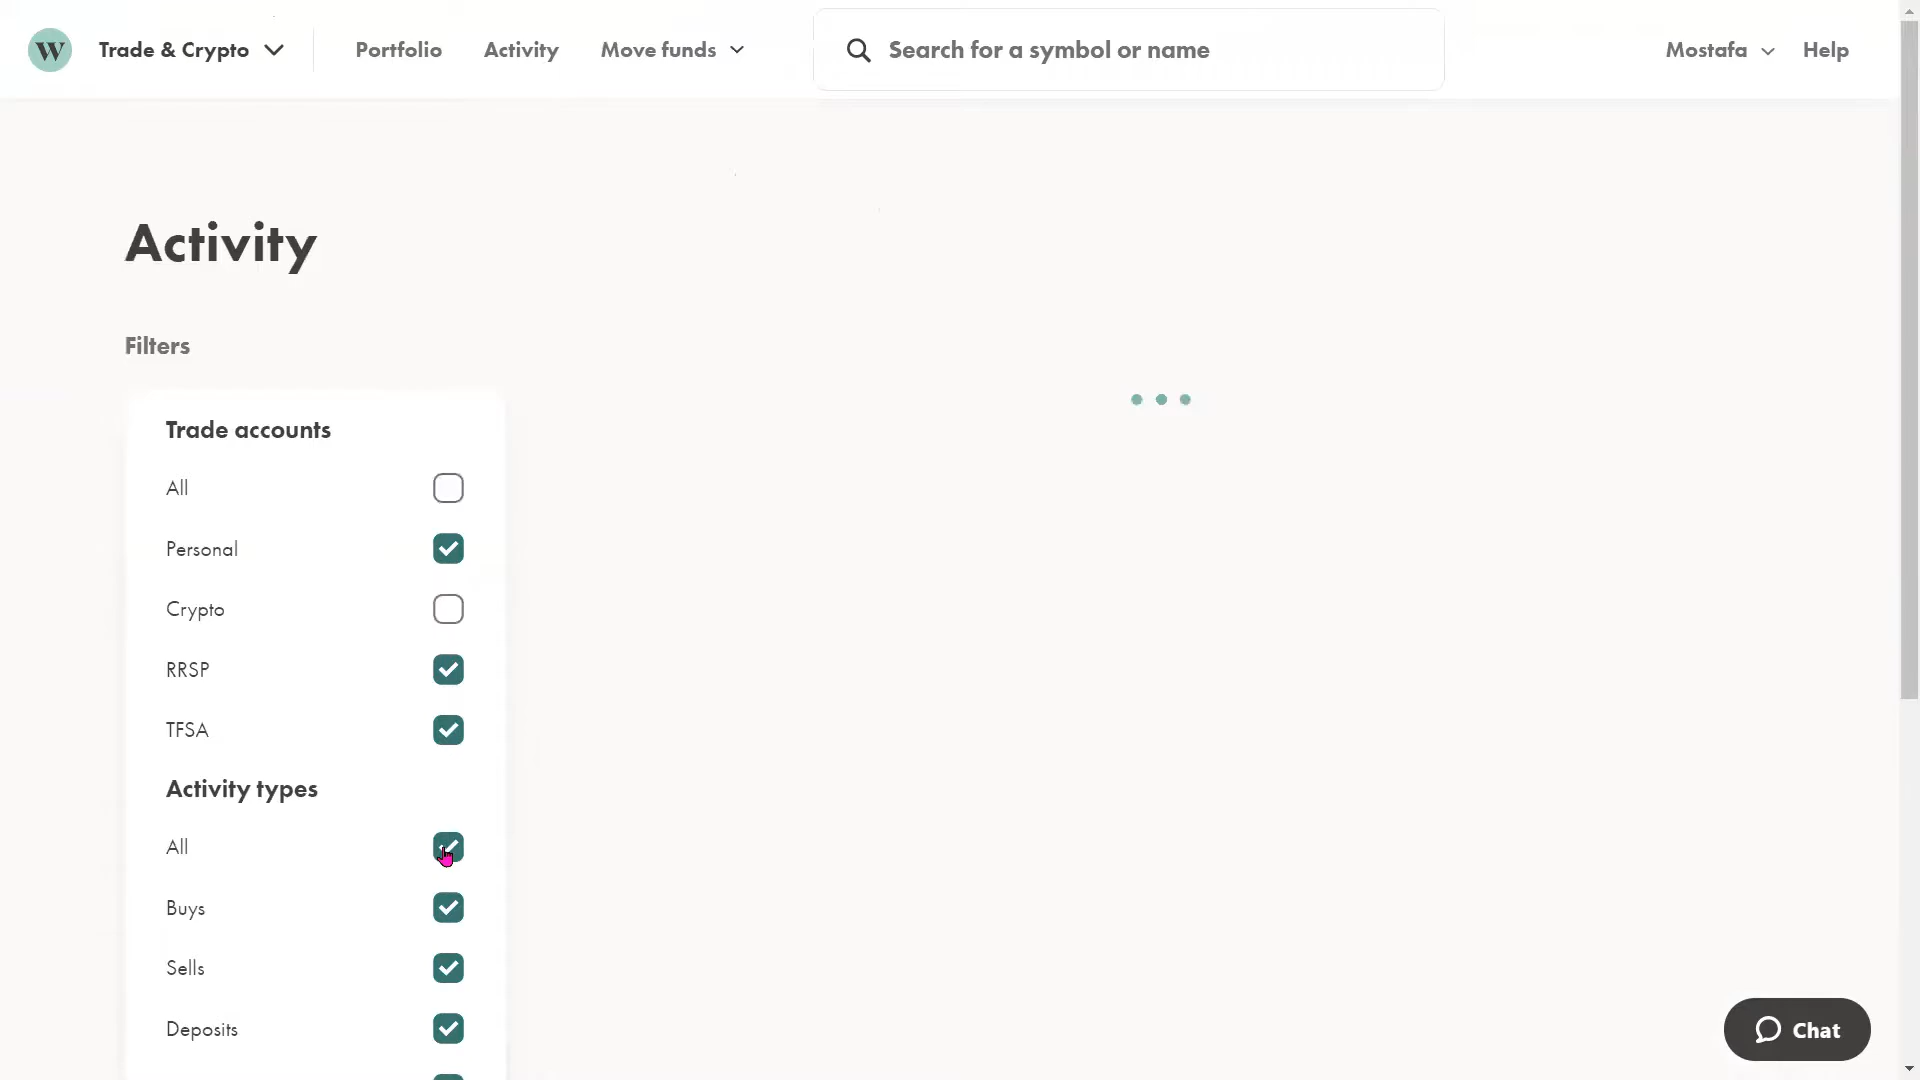 W Trade & Crypto Portfolio Activity Move funds Search for a symbol or name Mostafa Help
Activity
Filters
Trade accounts
All
Personal
Crypto
RRSP
TFSA
Activity types
All
Buys
Sells
Deposits
Chat